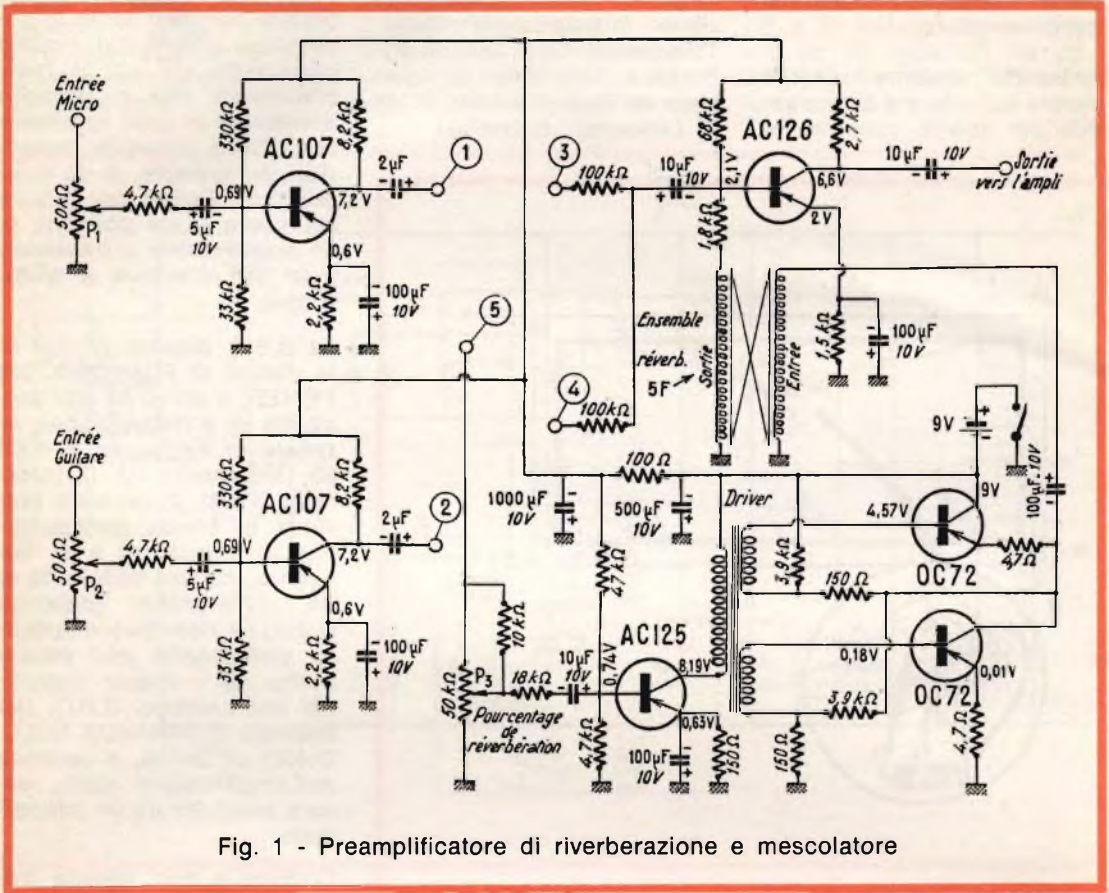 Entrée
Micro
50kΩ
P₁
4,7kΩ
5µF
10V
0,69V
330kΩ
33kΩ
AC107
8,2kΩ
7,2V
2µF
1
0,6V
2,2kΩ
100µF
10V
3
100kΩ
10µF
10V
68kΩ
2,1V
1,8kΩ
AC126
2,7kΩ
6,6V
2V
10µF 10V
Sortie
vers l'ampli
1,5kΩ
100µF
10V
Ensemble
réverb.
5F
Sortie
Entrée
5
4
100kΩ
Entrée
Guitare
50kΩ
P₂
4,7kΩ
5µF
10V
0,69V
330kΩ
33kΩ
AC107
8,2kΩ
7,2V
2µF
2
0,6V
2,2kΩ
100µF
10V
9V
100Ω
1000µF
10V
500µF
10V
Driver
9V
100µF-10V
4,57V
OC72
4,7Ω
3,9kΩ
150Ω
0,18V
OC72
0,01V
4,7Ω
3,9kΩ
150Ω
50kΩ
P₃
10kΩ
18kΩ
10µF
10V
Pourcentage
de
réverbération
47kΩ
0,74V
4,7kΩ
AC125
8,19V
0,63V
100µF
10V
150Ω
Fig. 1 - Preamplificatore di riverberazione e mescolatore